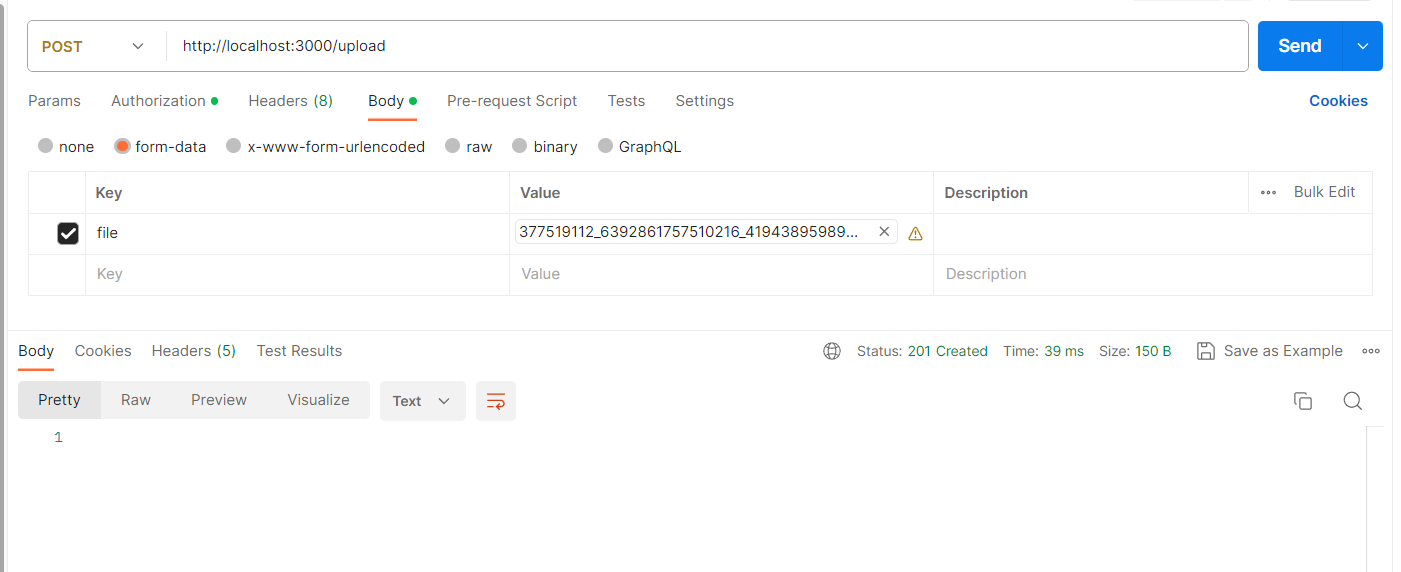 POST http://localhost:3000/upload Send
Params Authorization Headers (8) Body Pre-request Script Tests Settings Cookies
none form-data x-www-form-urlencoded raw binary GraphQL
Key Value Description ••• Bulk Edit
file 377519112_6392861757510216_41943895989...
Key Value Description
Body Cookies Headers (5) Test Results Status: 201 Created Time: 39 ms Size: 150 B Save as Example
Pretty Raw Preview Visualize Text
1